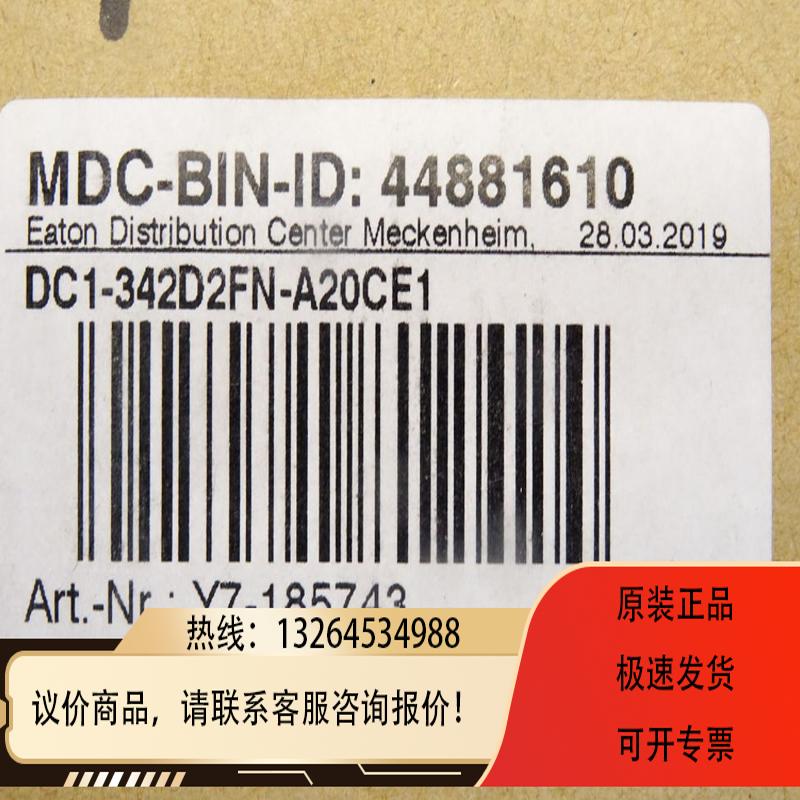 MDC-BIN-ID: 44881610
Eaton Distribution Center Meckenheim, 28.03.2019
DC1-342D2FN-A20CE1
Art.-Nr.: Y7-185743
热线：13264534988
议价商品，请联系客服咨询报价！
原装正品
极速发货
可开专票